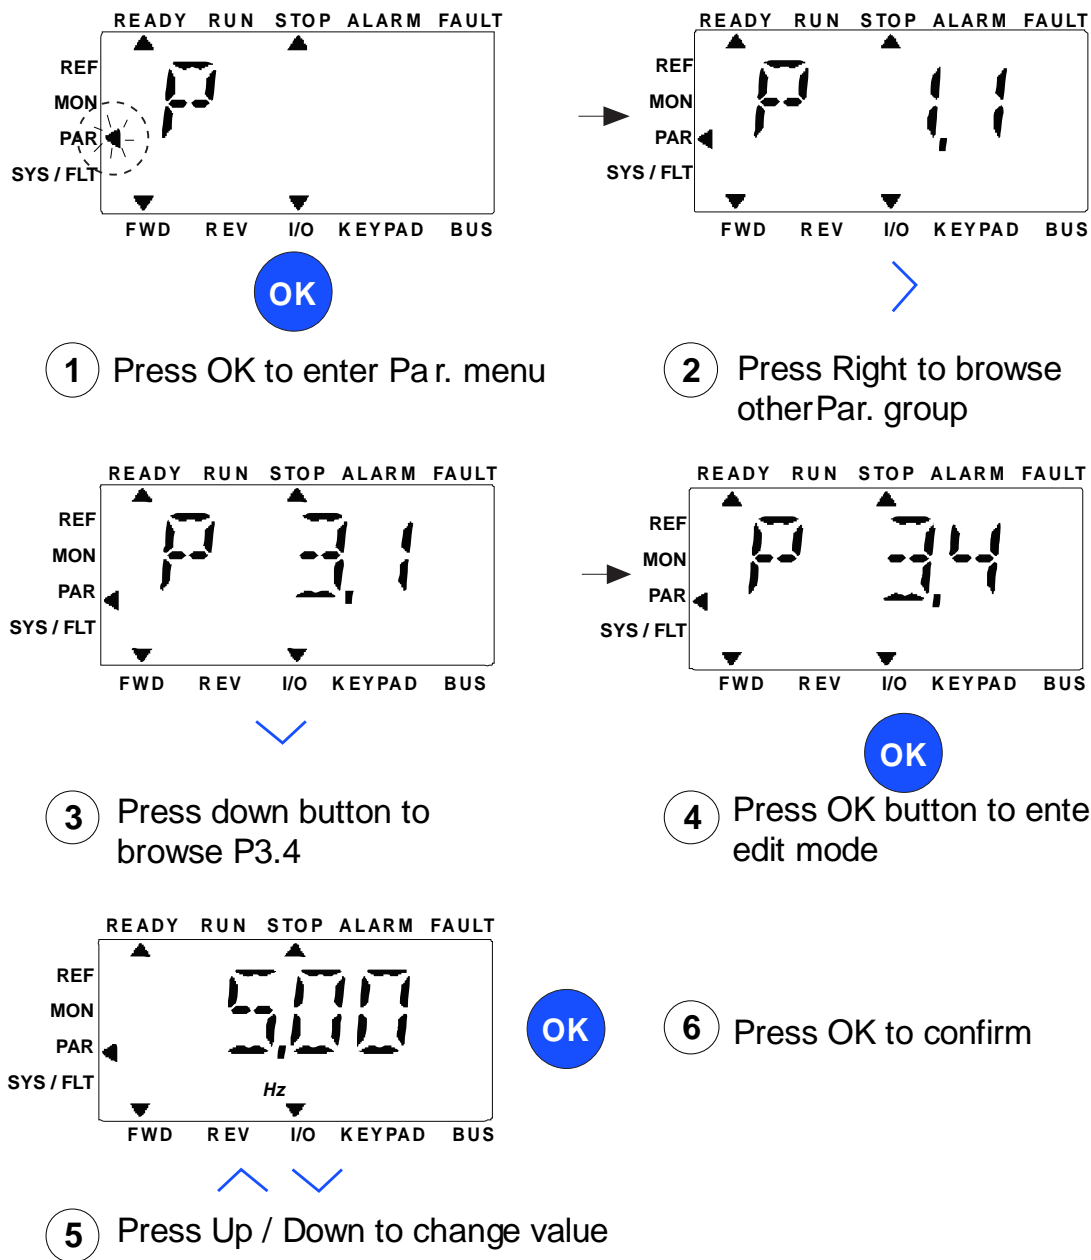 READY RUN STOP ALARM FAULT
REF
MON
PAR
SYS / FLT
P
FWD REV I/O KEYPAD BUS
OK
1 Press OK to enter Par. menu
READY RUN STOP ALARM FAULT
REF
MON
PAR
SYS / FLT
P 1,1
FWD REV I/O KEYPAD BUS
2 Press Right to browse
otherPar. group
READY RUN STOP ALARM FAULT
REF
MON
PAR
SYS / FLT
P 3,1
FWD REV I/O KEYPAD BUS
3 Press down button to
browse P3.4
READY RUN STOP ALARM FAULT
REF
MON
PAR
SYS / FLT
P 3,4
FWD REV I/O KEYPAD BUS
OK
4 Press OK button to ente
edit mode
READY RUN STOP ALARM FAULT
REF
MON
PAR
SYS / FLT
5,00
Hz
FWD REV I/O KEYPAD BUS
5 Press Up / Down to change value
OK
6 Press OK to confirm